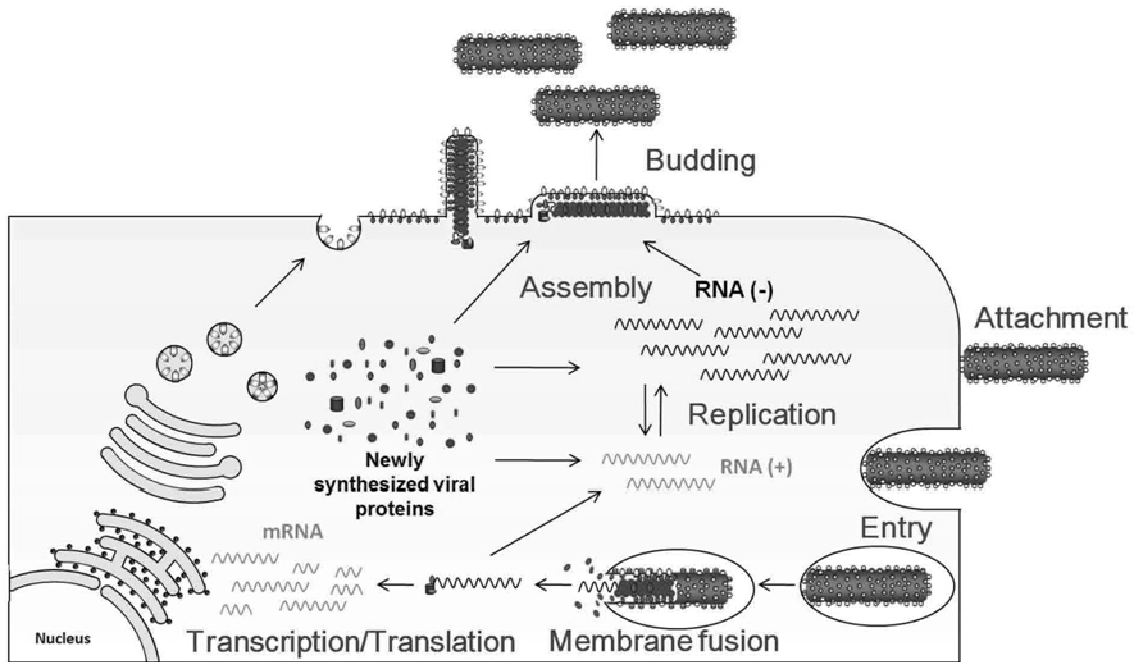 Budding
Assembly
RNA (-)
Attachment
Replication
Newly
synthesized viral
proteins
RNA (+)
Entry
mRNA
Nucleus
Transcription/Translation
Membrane fusion